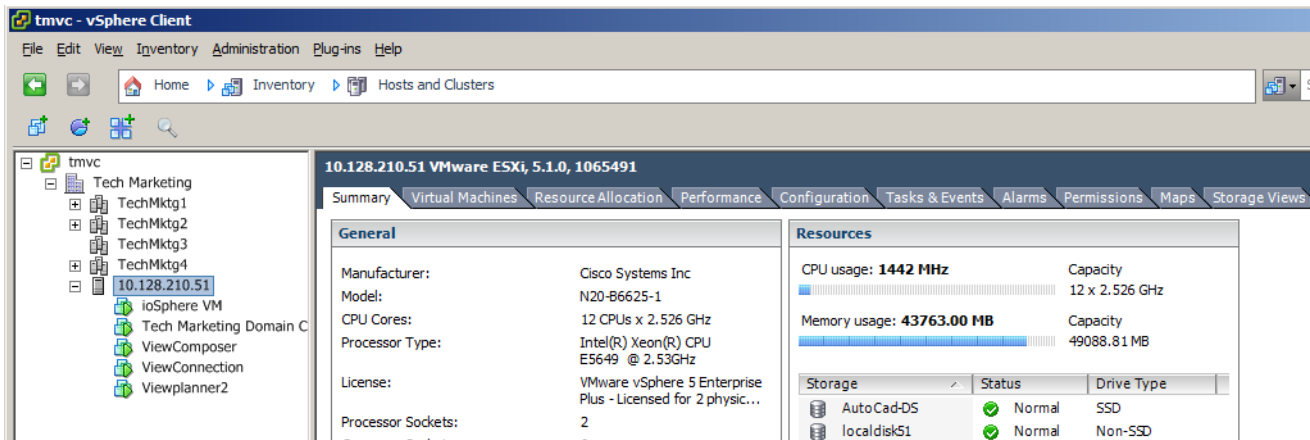 tmvc - vSphere Client
File Edit View Inventory Administration Plug-ins Help
Home Inventory Hosts and Clusters
tmvc
Tech Marketing
TechMktg1
TechMktg2
TechMktg3
TechMktg4
10.128.210.51
ioSphere VM
Tech Marketing Domain C
ViewComposer
ViewConnection
Viewplanner2
10.128.210.51 VMware ESXi, 5.1.0, 1065491
Summary Virtual Machines Resource Allocation Performance Configuration Tasks & Events Alarms Permissions Maps Storage Views
General
Manufacturer: Cisco Systems Inc
Model: N20-B6625-1
CPU Cores: 12 CPUs x 2.526 GHz
Processor Type: Intel(R) Xeon(R) CPU
E5649 @ 2.53GHz
License: VMware vSphere 5 Enterprise
Plus - Licensed for 2 physic...
Processor Sockets: 2
Resources
CPU usage: 1442 MHz Capacity
12 x 2.526 GHz
Memory usage: 43763.00 MB Capacity
49088.81 MB
Storage Status Drive Type
AutoCad-DS Normal SSD
localdisk51 Normal Non-SSD